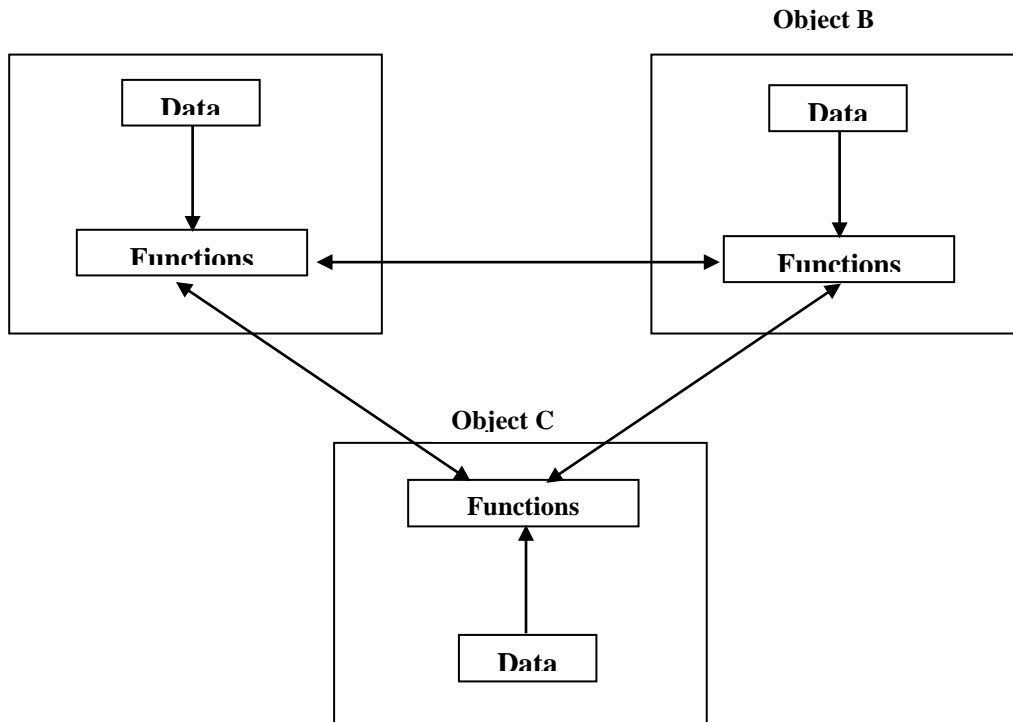 Object B
Data
Data
Functions
Functions
Object C
Functions
Data